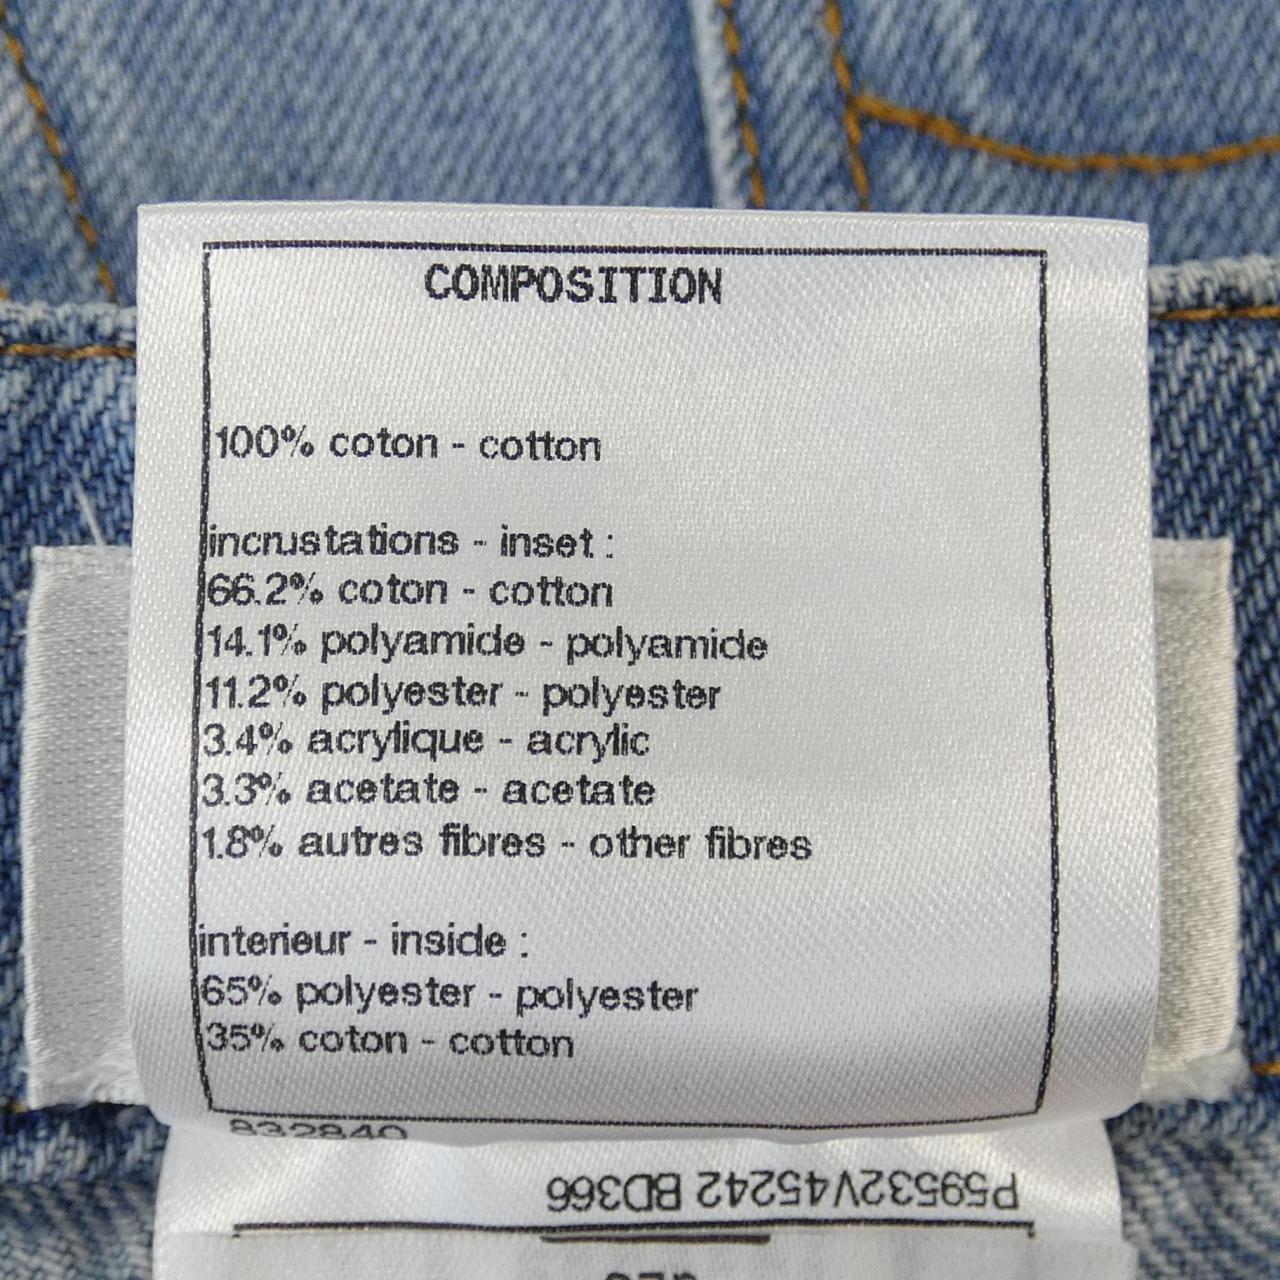 COMPOSITION
100% coton - cotton
incrustations - inset :
66.2% coton - cotton
14.1% polyamide - polyamide
11.2% polyester - polyester
3.4% acrylique - acrylic
3.3% acetate - acetate
1.8% autres fibres - other fibres
interieur - inside :
65% polyester - polyester
35% coton - cotton
832840
P59532V45242 BD366